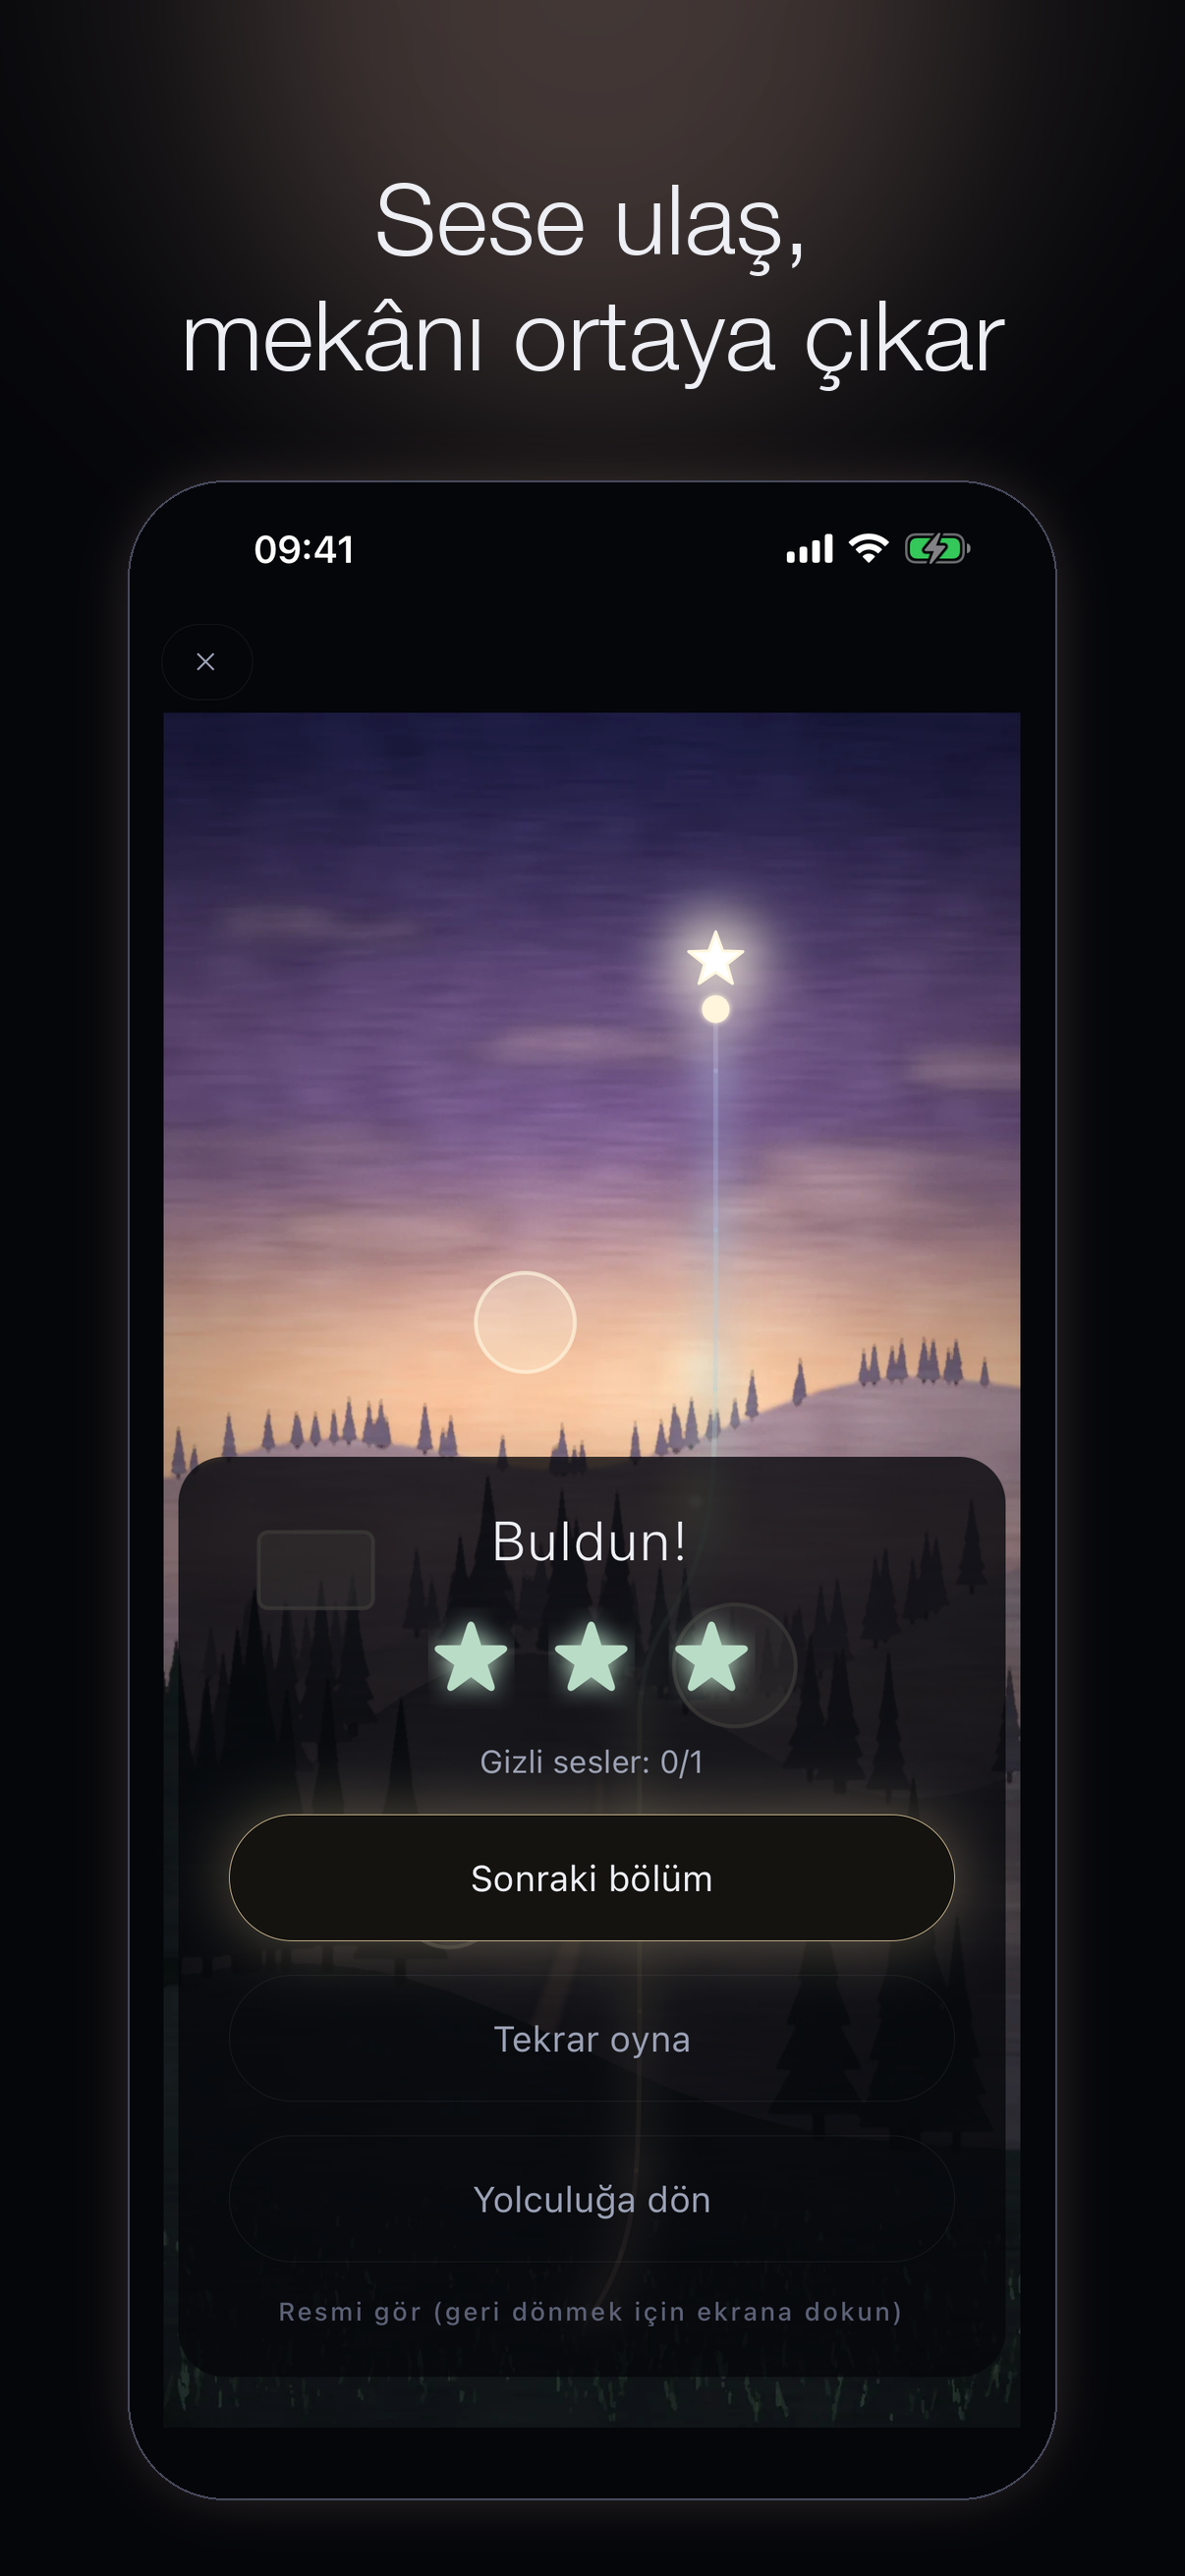 Sese ulaş,
mekânı ortaya çıkar
09:41
Buldun!
Gizli sesler: 0/1
Sonraki bölüm
Tekrar oyna
Yolculuğa dön
Resmi gör (geri dönmek için ekrana dokun)